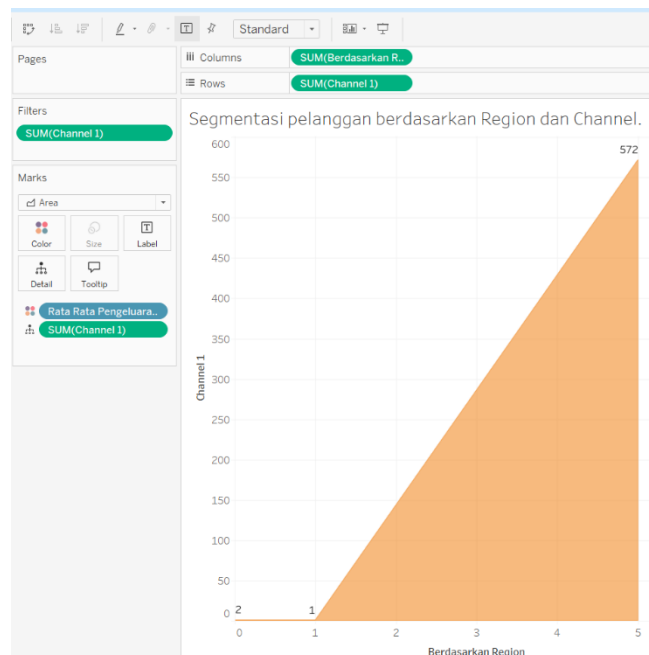 Standard
Pages
Columns
SUM(Berdasarkan R..
Rows
SUM(Channel 1)
Filters
SUM(Channel 1)
Marks
Area
Color
Size
Label
Detail
Tooltip
Rata Rata Pengeluara..
SUM(Channel 1)
Segmentasi pelanggan berdasarkan Region dan Channel.
600
550
500
450
400
350
300
250
200
150
100
50
0
Channel 1
572
2
1
0
1
2
3
4
5
Berdasarkan Region